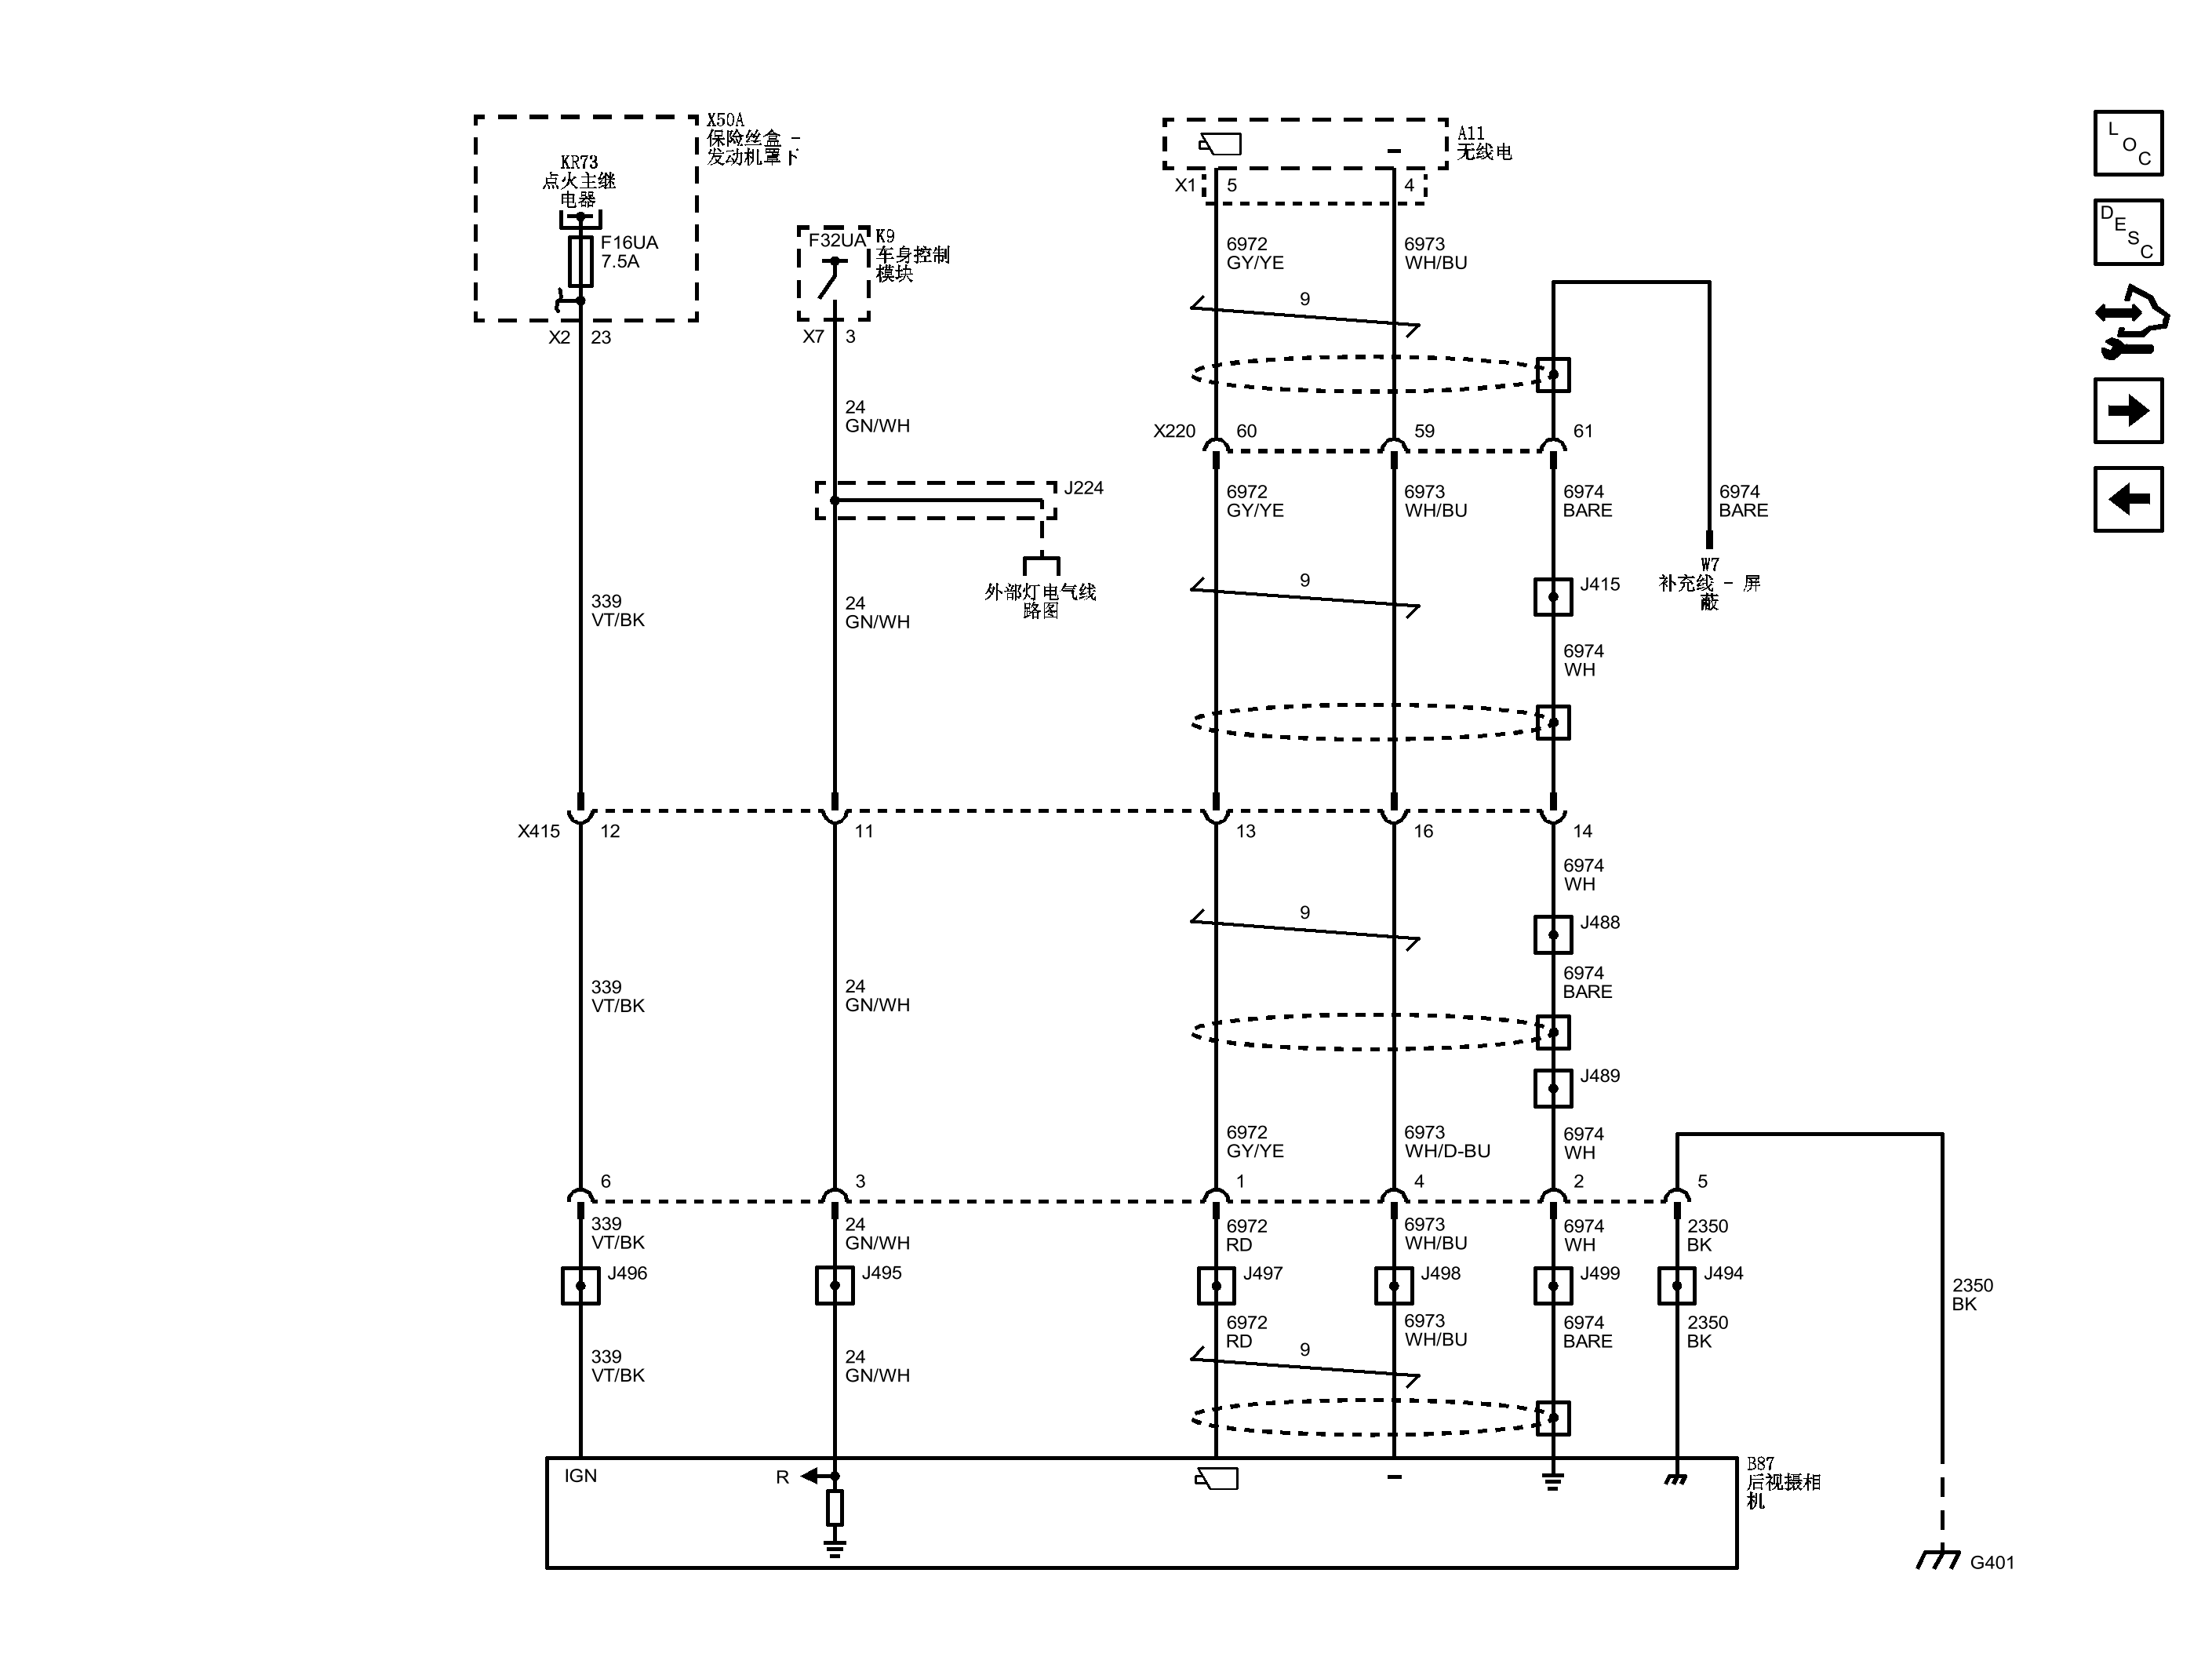 X50A
保险丝盒 -
发动机罩下
KR73
点火主继
电器
F16UA
7.5A
X2
23
K9
车身控制
模块
F32UA
X7
3
A11
无线电
X1
5
4
L
O
C
D
E
S
C
6972
GY/YE
6973
WH/BU
9
24
GN/WH
X220
60
59
61
J224
外部灯电气线
路图
6972
GY/YE
6973
WH/BU
6974
BARE
6974
BARE
W7
补充线 - 屏
蔽
9
J415
339
VT/BK
24
GN/WH
6974
WH
X415
12
11
13
16
14
6974
WH
9
J488
339
VT/BK
24
GN/WH
6974
BARE
J489
6972
GY/YE
6973
WH/D-BU
6974
WH
6
3
1
4
2
5
339
VT/BK
24
GN/WH
6972
RD
6973
WH/BU
6974
WH
2350
BK
J496
J495
J497
J498
J499
J494
2350
BK
339
VT/BK
24
GN/WH
6972
RD
6973
WH/BU
6974
BARE
2350
BK
9
IGN
R
B87
后视摄相
机
G401